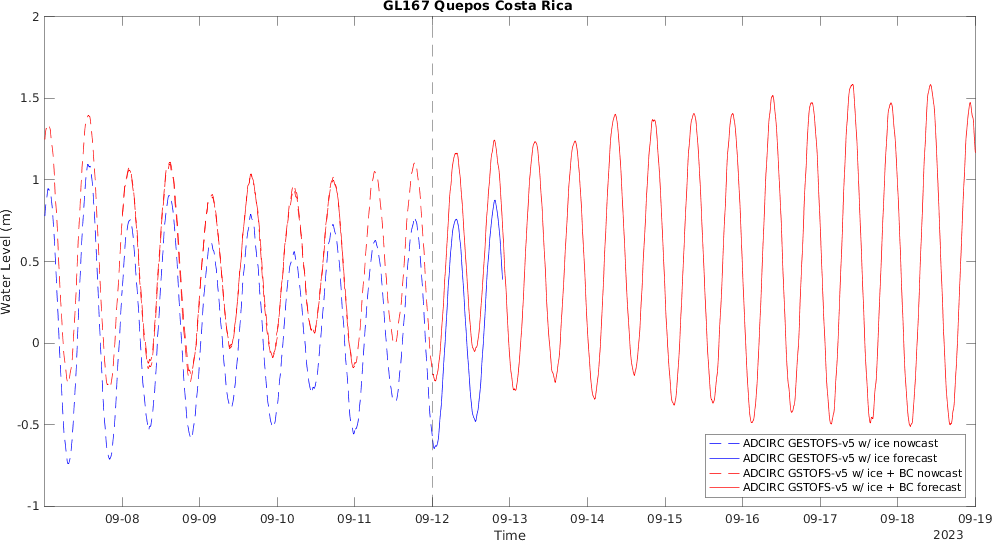 GL167 Quepos Costa Rica
2
1.5
1
0.5
0
-0.5
-1
Water Level (m)
ADCIRC GESTOFS-v5 w/ ice nowcast
ADCIRC GESTOFS-v5 w/ ice forecast
ADCIRC GSTOFS-v5 w/ ice + BC nowcast
ADCIRC GSTOFS-v5 w/ ice + BC forecast
09-08 09-09 09-10 09-11 09-12 09-13 09-14 09-15 09-16 09-17 09-18 09-19
Time
2023